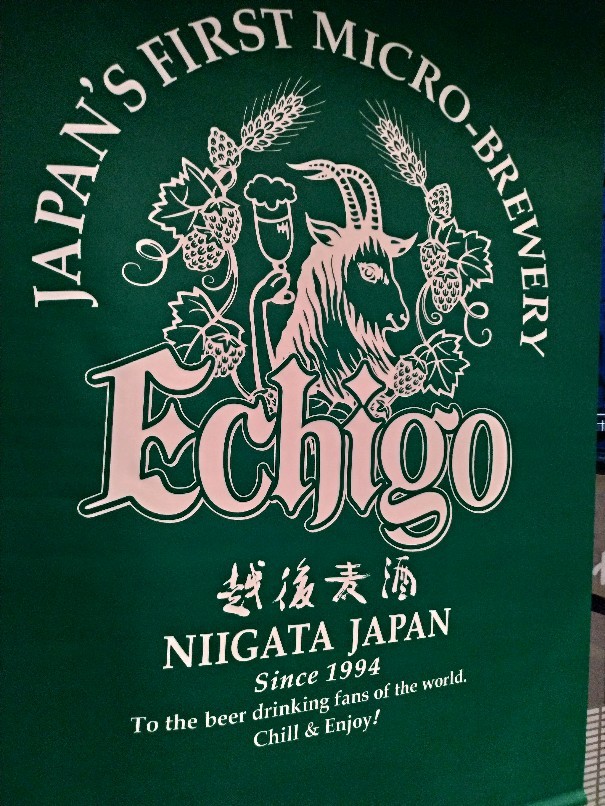 JAPAN'S FIRST MICRO-BREWERY
Echigo
越後麦酒
NIIGATA JAPAN
Since 1994
To the beer drinking fans of the world.
Chill & Enjoy!